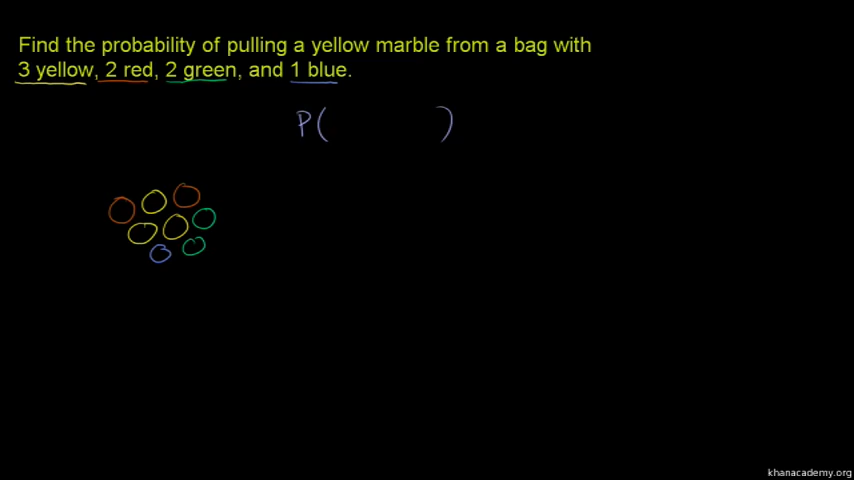 Find the probability of pulling a yellow marble from a bag with
3 yellow, 2 red, 2 green, and 1 blue.
P( )
khanacademy.org